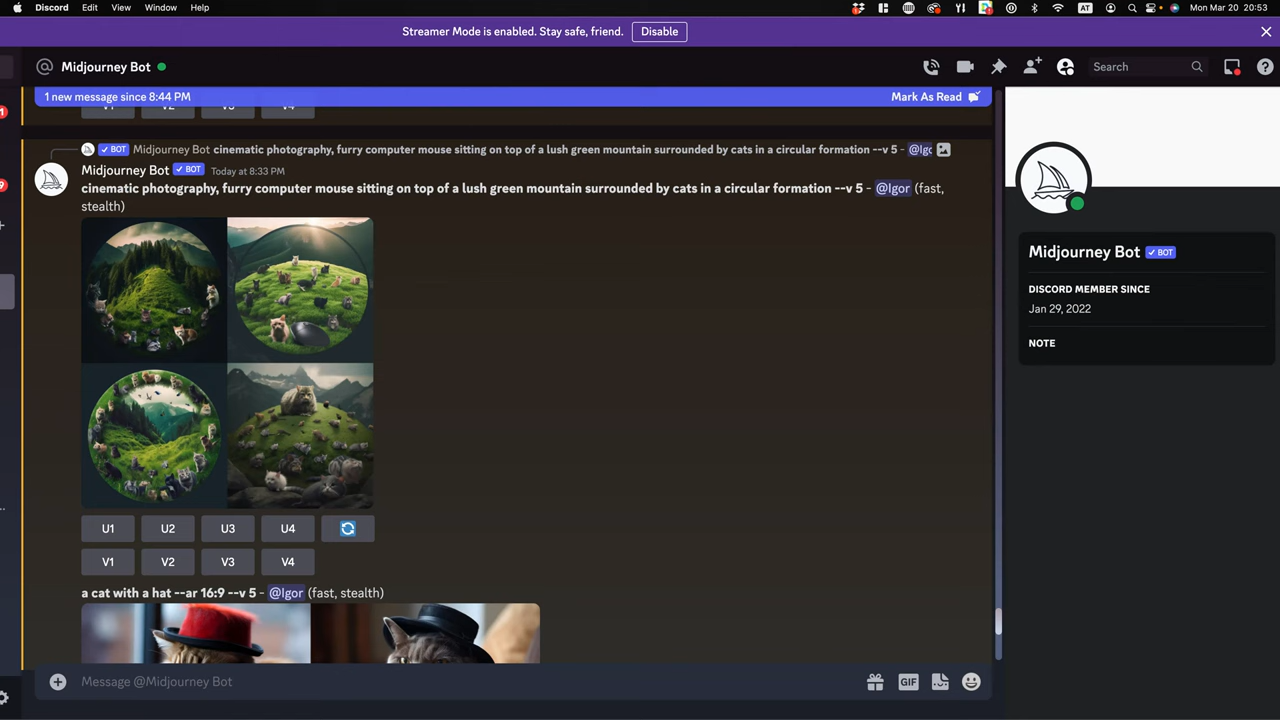 Discord Edit View Window Help AT Mon Mar 20 20:53
Streamer Mode is enabled. Stay safe, friend. Disable
Midjourney Bot Search
1 new message since 8:44 PM Mark As Read
V1 V2 V3 V4
BOT Midjourney Bot cinematic photography, furry computer mouse sitting on top of a lush green mountain surrounded by cats in a circular formation --v 5 - @Igo
Midjourney Bot BOT Today at 8:33 PM
cinematic photography, furry computer mouse sitting on top of a lush green mountain surrounded by cats in a circular formation --v 5 - @Igor (fast,
stealth)
U1 U2 U3 U4
V1 V2 V3 V4
a cat with a hat --ar 16:9 --v 5 - @Igor (fast, stealth)
Message @Midjourney Bot GIF
Midjourney Bot BOT
DISCORD MEMBER SINCE
Jan 29, 2022
NOTE